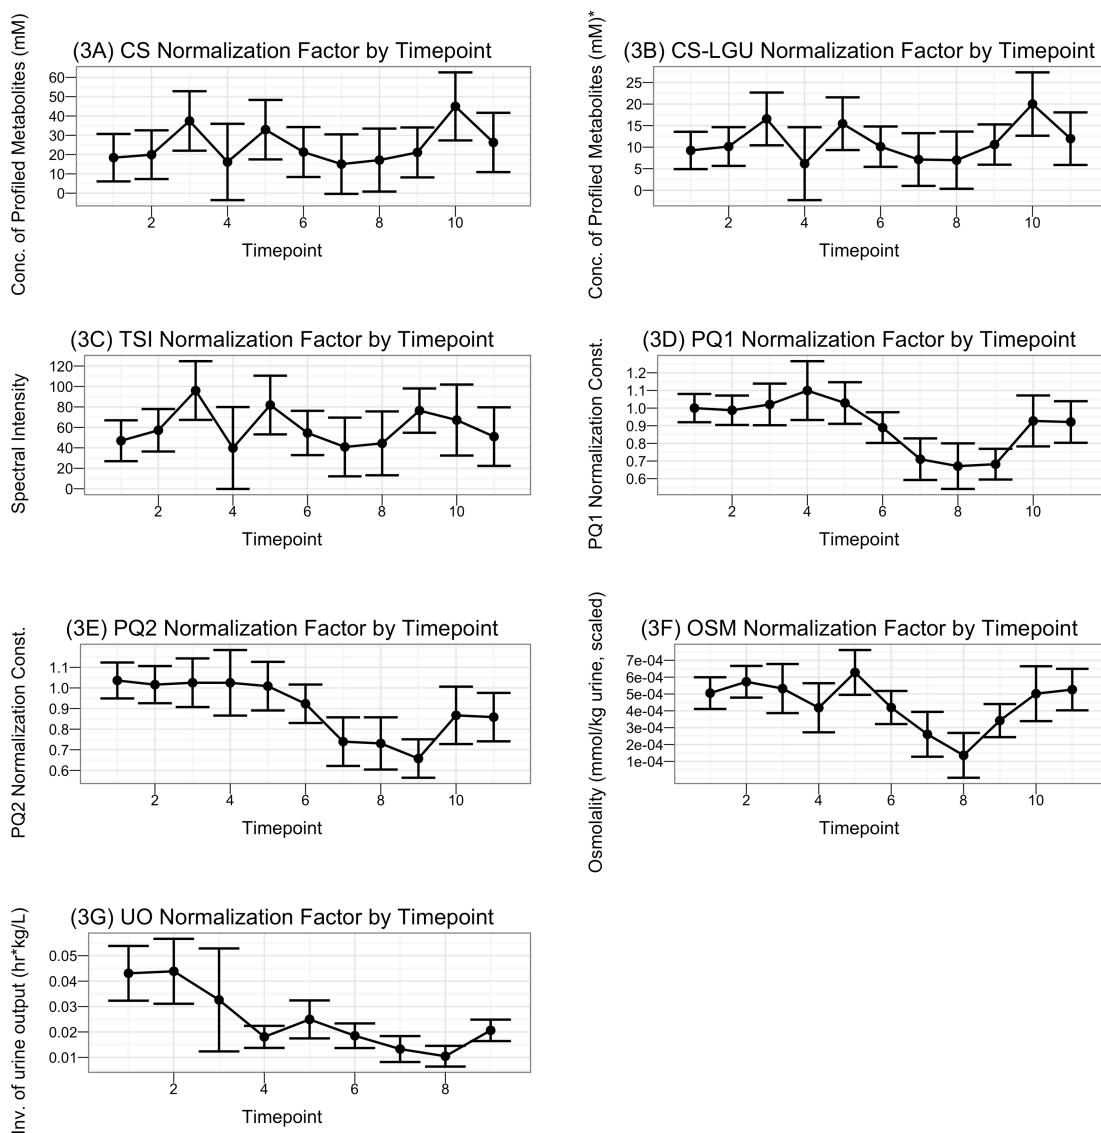 (3A) CS Normalization Factor by Timepoint
Conc. of Profiled Metabolites (mM)
60
50
40
30
20
10
0
2 4 6 8 10
Timepoint
(3B) CS-LGU Normalization Factor by Timepoint
Conc. of Profiled Metabolites (mM)*
25
20
15
10
5
0
2 4 6 8 10
Timepoint
(3C) TSI Normalization Factor by Timepoint
Spectral Intensity
120
100
80
60
40
20
0
2 4 6 8 10
Timepoint
(3D) PQ1 Normalization Factor by Timepoint
PQ1 Normalization Const.
1.2
1.1
1.0
0.9
0.8
0.7
0.6
2 4 6 8 10
Timepoint
(3E) PQ2 Normalization Factor by Timepoint
PQ2 Normalization Const.
1.1
1.0
0.9
0.8
0.7
0.6
2 4 6 8 10
Timepoint
(3F) OSM Normalization Factor by Timepoint
Osmolality (mmol/kg urine, scaled)
7e-04
6e-04
5e-04
4e-04
3e-04
2e-04
1e-04
2 4 6 8 10
Timepoint
(3G) UO Normalization Factor by Timepoint
Inv. of urine output (hr*kg/L)
0.05
0.04
0.03
0.02
0.01
2 4 6 8
Timepoint